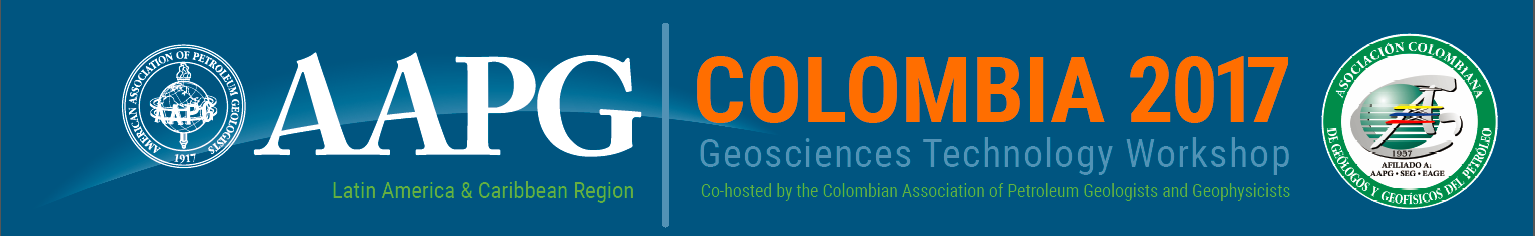 AMERICAN ASSOCIATION OF PETROLEUM GEOLOGISTS
AAPG
1917
AAPG
Latin America & Caribbean Region
COLOMBIA 2017
Geosciences Technology Workshop
Co-hosted by the Colombian Association of Petroleum Geologists and Geophysicists
ASOCIACIÓN COLOMBIANA
DE GEÓLOGOS Y GEOFÍSICOS DEL PETRÓLEO
1957
AFILIADO A:
AAPG • SEG • EAGE